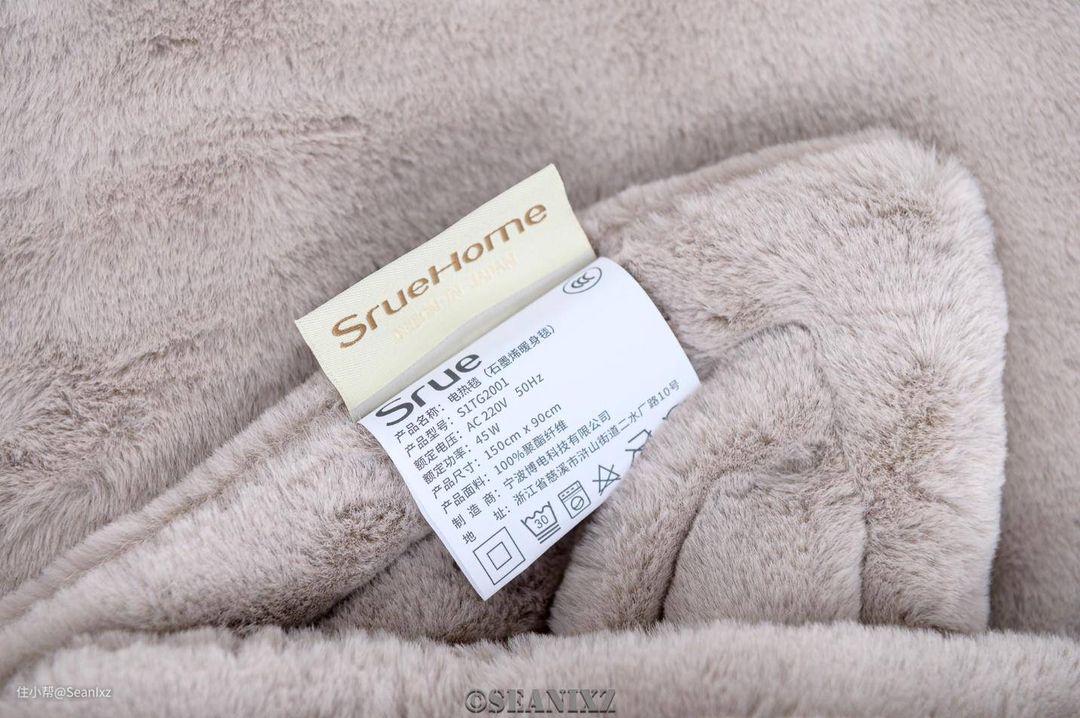 SrueHome
BORN IN JAPAN
Srue
产品名称：电热毯（石墨烯暖身毯）
产品型号：S1TG2001
额定电压：AC 220V 50Hz
额定功率：45W
产品尺寸：150cm x 90cm
产品面料：100%聚酯纤维
制 造 商：宁波博电科技有限公司
地 址：浙江省慈溪市浒山街道二水厂路10号
30
住小帮@SeanIxz
©SEANIXZ